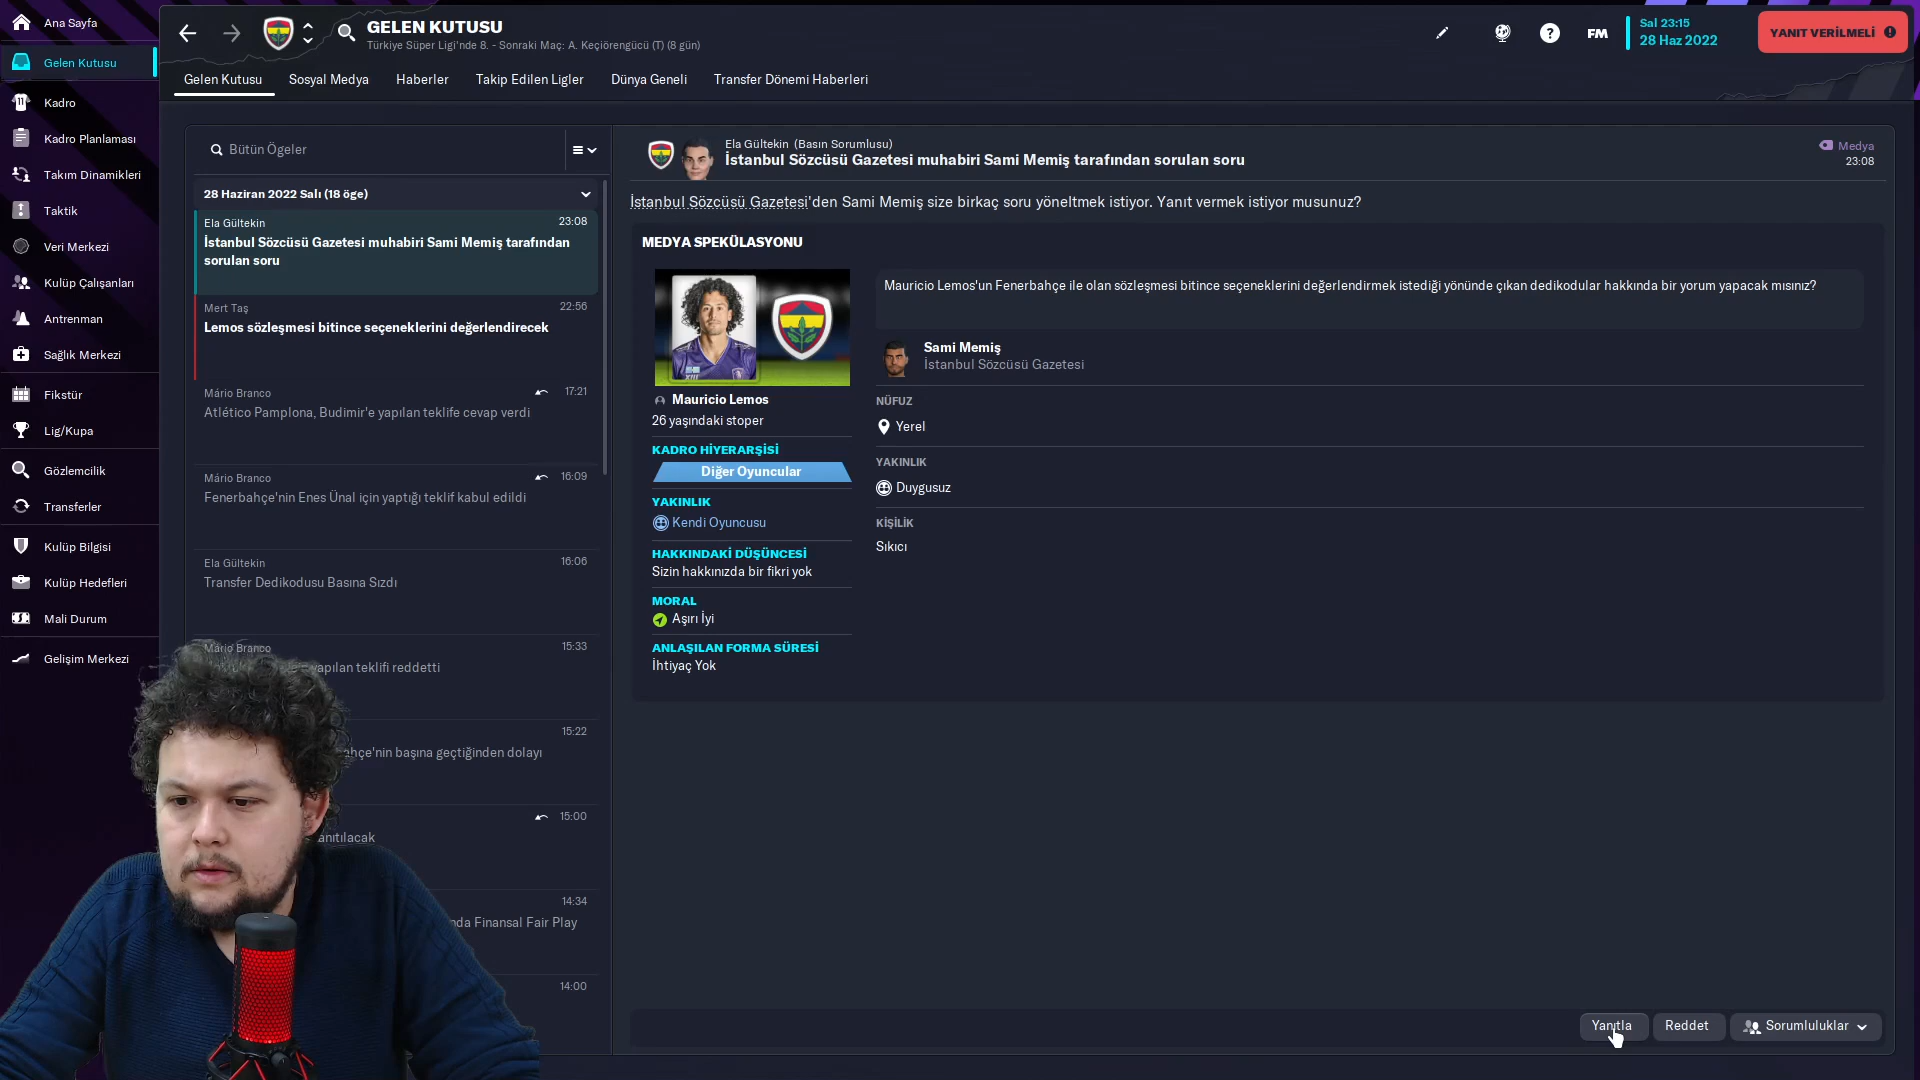 Ana Sayfa
Gelen Kutusu
Kadro
Kadro Planlaması
Takım Dinamikleri
Taktik
Veri Merkezi
Kulüp Çalışanları
Antrenman
Sağlık Merkezi
Fikstür
Lig/Kupa
Gözlemcilik
Transferler
Kulüp Bilgisi
Kulüp Hedefleri
Mali Durum
Gelişim Merkezi
GELEN KUTUSU
Türkiye Süper Ligi'nde 8. - Sonraki Maç: A. Keçiörengücü (T) (8 gün)
FM
Sal 23:15
28 Haz 2022
YANIT VERİLMELİ
Gelen Kutusu
Sosyal Medya
Haberler
Takip Edilen Ligler
Dünya Geneli
Transfer Dönemi Haberleri
Bütün Ögeler
28 Haziran 2022 Salı (18 öge)
Ela Gültekin
23:08
İstanbul Sözcüsü Gazetesi muhabiri Sami Memiş tarafından
sorulan soru
Mert Taş
22:56
Lemos sözleşmesi bitince seçeneklerini değerlendirecek
Mário Branco
17:21
Atlético Pamplona, Budimir'e yapılan teklife cevap verdi
Mário Branco
16:09
Fenerbahçe'nin Enes Ünal için yaptığı teklif kabul edildi
Ela Gültekin
16:06
Transfer Dedikodusu Basına Sızdı
Mário Branco
15:33
yapılan teklifi reddetti
15:22
ahçe'nin başına geçtiğinden dolayı
15:00
anıtılacak
14:34
nda Finansal Fair Play
14:00
Ela Gültekin (Basın Sorumlusu)
İstanbul Sözcüsü Gazetesi muhabiri Sami Memiş tarafından sorulan soru
Medya
23:08
İstanbul Sözcüsü Gazetesi'den Sami Memiş size birkaç soru yöneltmek istiyor. Yanıt vermek istiyor musunuz?
MEDYA SPEKÜLASYONU
Mauricio Lemos
26 yaşındaki stoper
KADRO HİYERARŞİSİ
Diğer Oyuncular
YAKINLIK
Kendi Oyuncusu
HAKKINDAKİ DÜŞÜNCESİ
Sizin hakkınızda bir fikri yok
MORAL
Aşırı İyi
ANLAŞILAN FORMA SÜRESİ
İhtiyaç Yok
Mauricio Lemos'un Fenerbahçe ile olan sözleşmesi bitince seçeneklerini değerlendirmek istediği yönünde çıkan dedikodular hakkında bir yorum yapacak mısınız?
Sami Memiş
İstanbul Sözcüsü Gazetesi
NÜFUZ
Yerel
YAKINLIK
Duygusuz
KİŞİLİK
Sıkıcı
Yanıtla
Reddet
Sorumluluklar